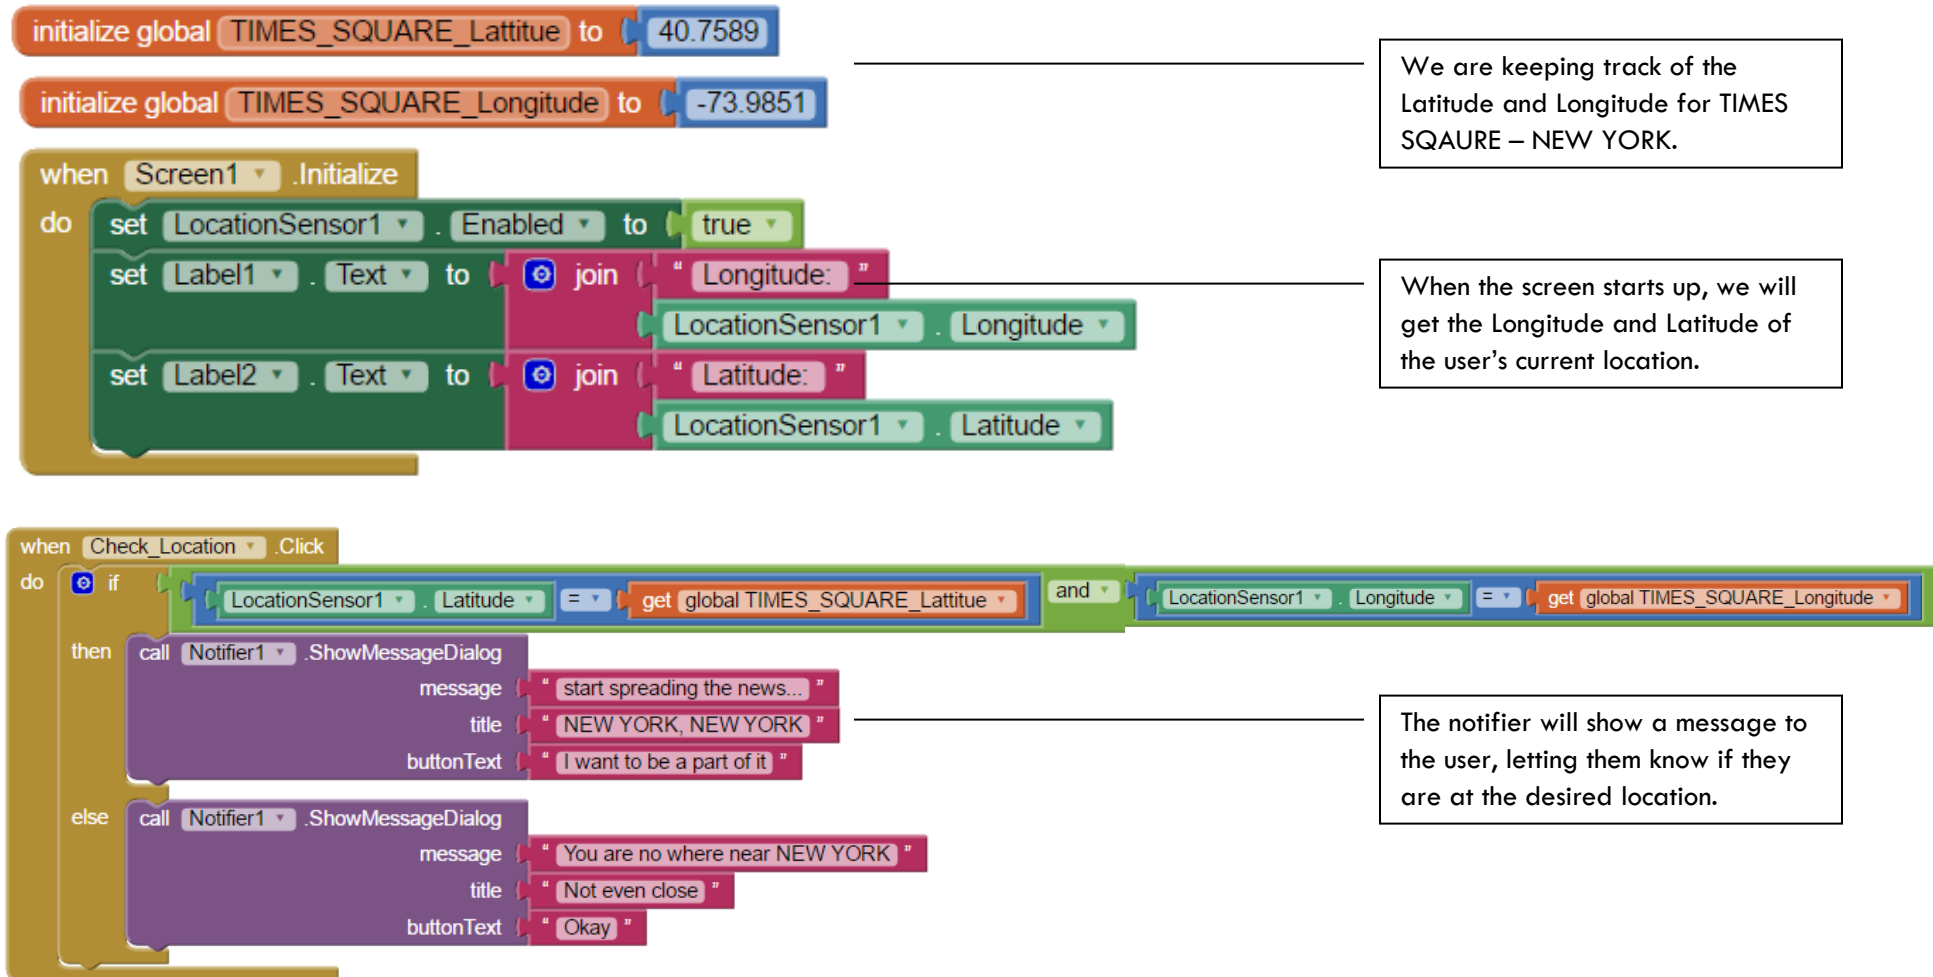 initialize global TIMES_SQUARE_Lattitue to 40.7589
initialize global TIMES_SQUARE_Longitude to -73.9851
We are keeping track of the
Latitude and Longitude for TIMES
SQAURE – NEW YORK.
when Screen1 .Initialize
do set LocationSensor1 . Enabled to true
set Label1 . Text to join " Longitude: "
LocationSensor1 . Longitude
set Label2 . Text to join " Latitude: "
LocationSensor1 . Latitude
When the screen starts up, we will
get the Longitude and Latitude of
the user's current location.
when Check_Location .Click
do if LocationSensor1 . Latitude = get global TIMES_SQUARE_Lattitue and LocationSensor1 . Longitude = get global TIMES_SQUARE_Longitude
then call Notifier1 .ShowMessageDialog
message " start spreading the news... "
title " NEW YORK, NEW YORK "
buttonText " I want to be a part of it "
The notifier will show a message to
the user, letting them know if they
are at the desired location.
else call Notifier1 .ShowMessageDialog
message " You are no where near NEW YORK "
title " Not even close "
buttonText " Okay "